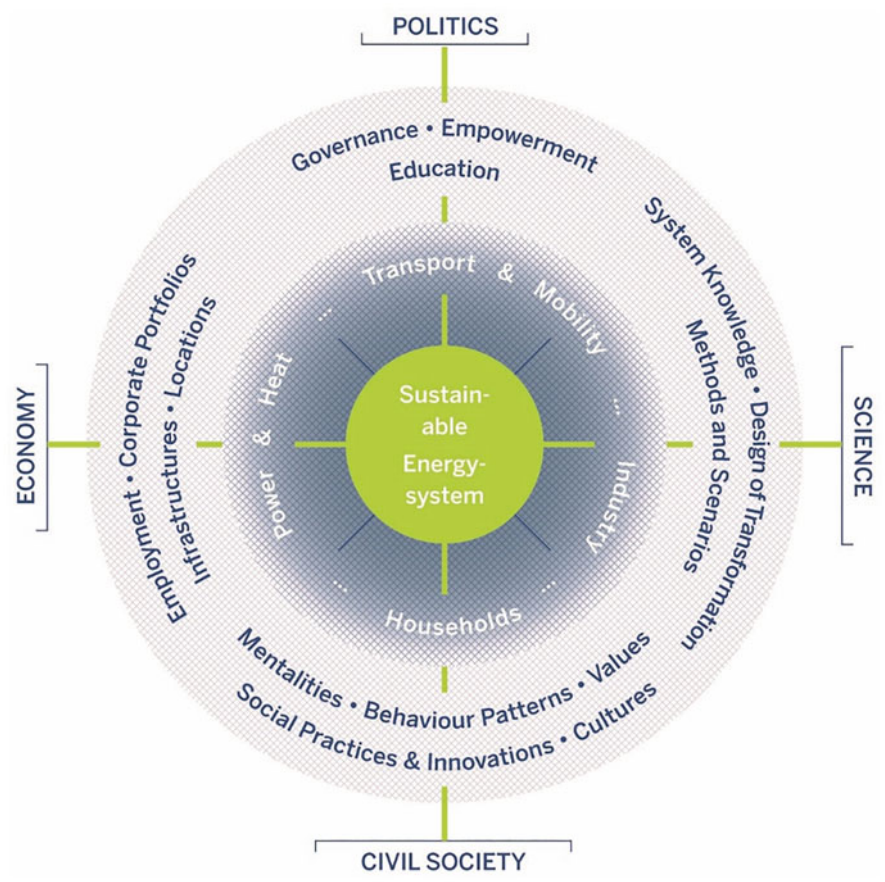 POLITICS
Governance • Empowerment
Education
System Knowledge • Design of Transformation
Methods and Scenarios
SCIENCE
Transport & Mobility
...
Industry
...
Households
...
Power & Heat
...
Sustain-
able
Energy-
system
ECONOMY
Employment • Corporate Portfolios
Infrastructures • Locations
Mentalities • Behaviour Patterns • Values
Social Practices & Innovations • Cultures
CIVIL SOCIETY